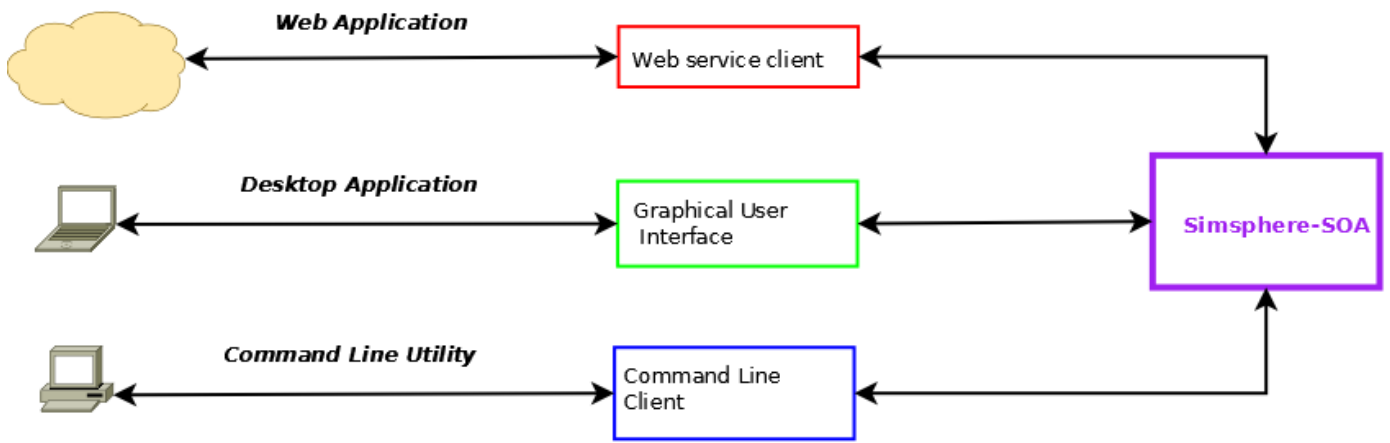 Web Application
Web service client
Desktop Application
Graphical User
Interface
Simsphere-SOA
Command Line Utility
Command Line
Client